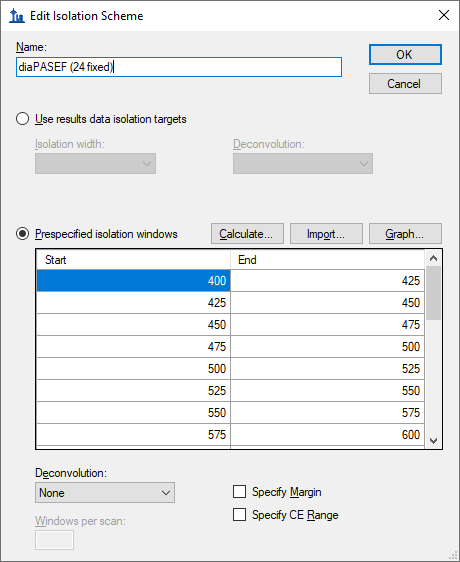 Edit Isolation Scheme
Name:
diaPASEF (24 fixed)
OK
Cancel
Use results data isolation targets
Isolation width: Deconvolution:
Prespecified isolation windows Calculate... Import... Graph...
Start End
400 425
425 450
450 475
475 500
500 525
525 550
550 575
575 600
Deconvolution:
None
Specify Margin
Windows per scan:
Specify CE Range